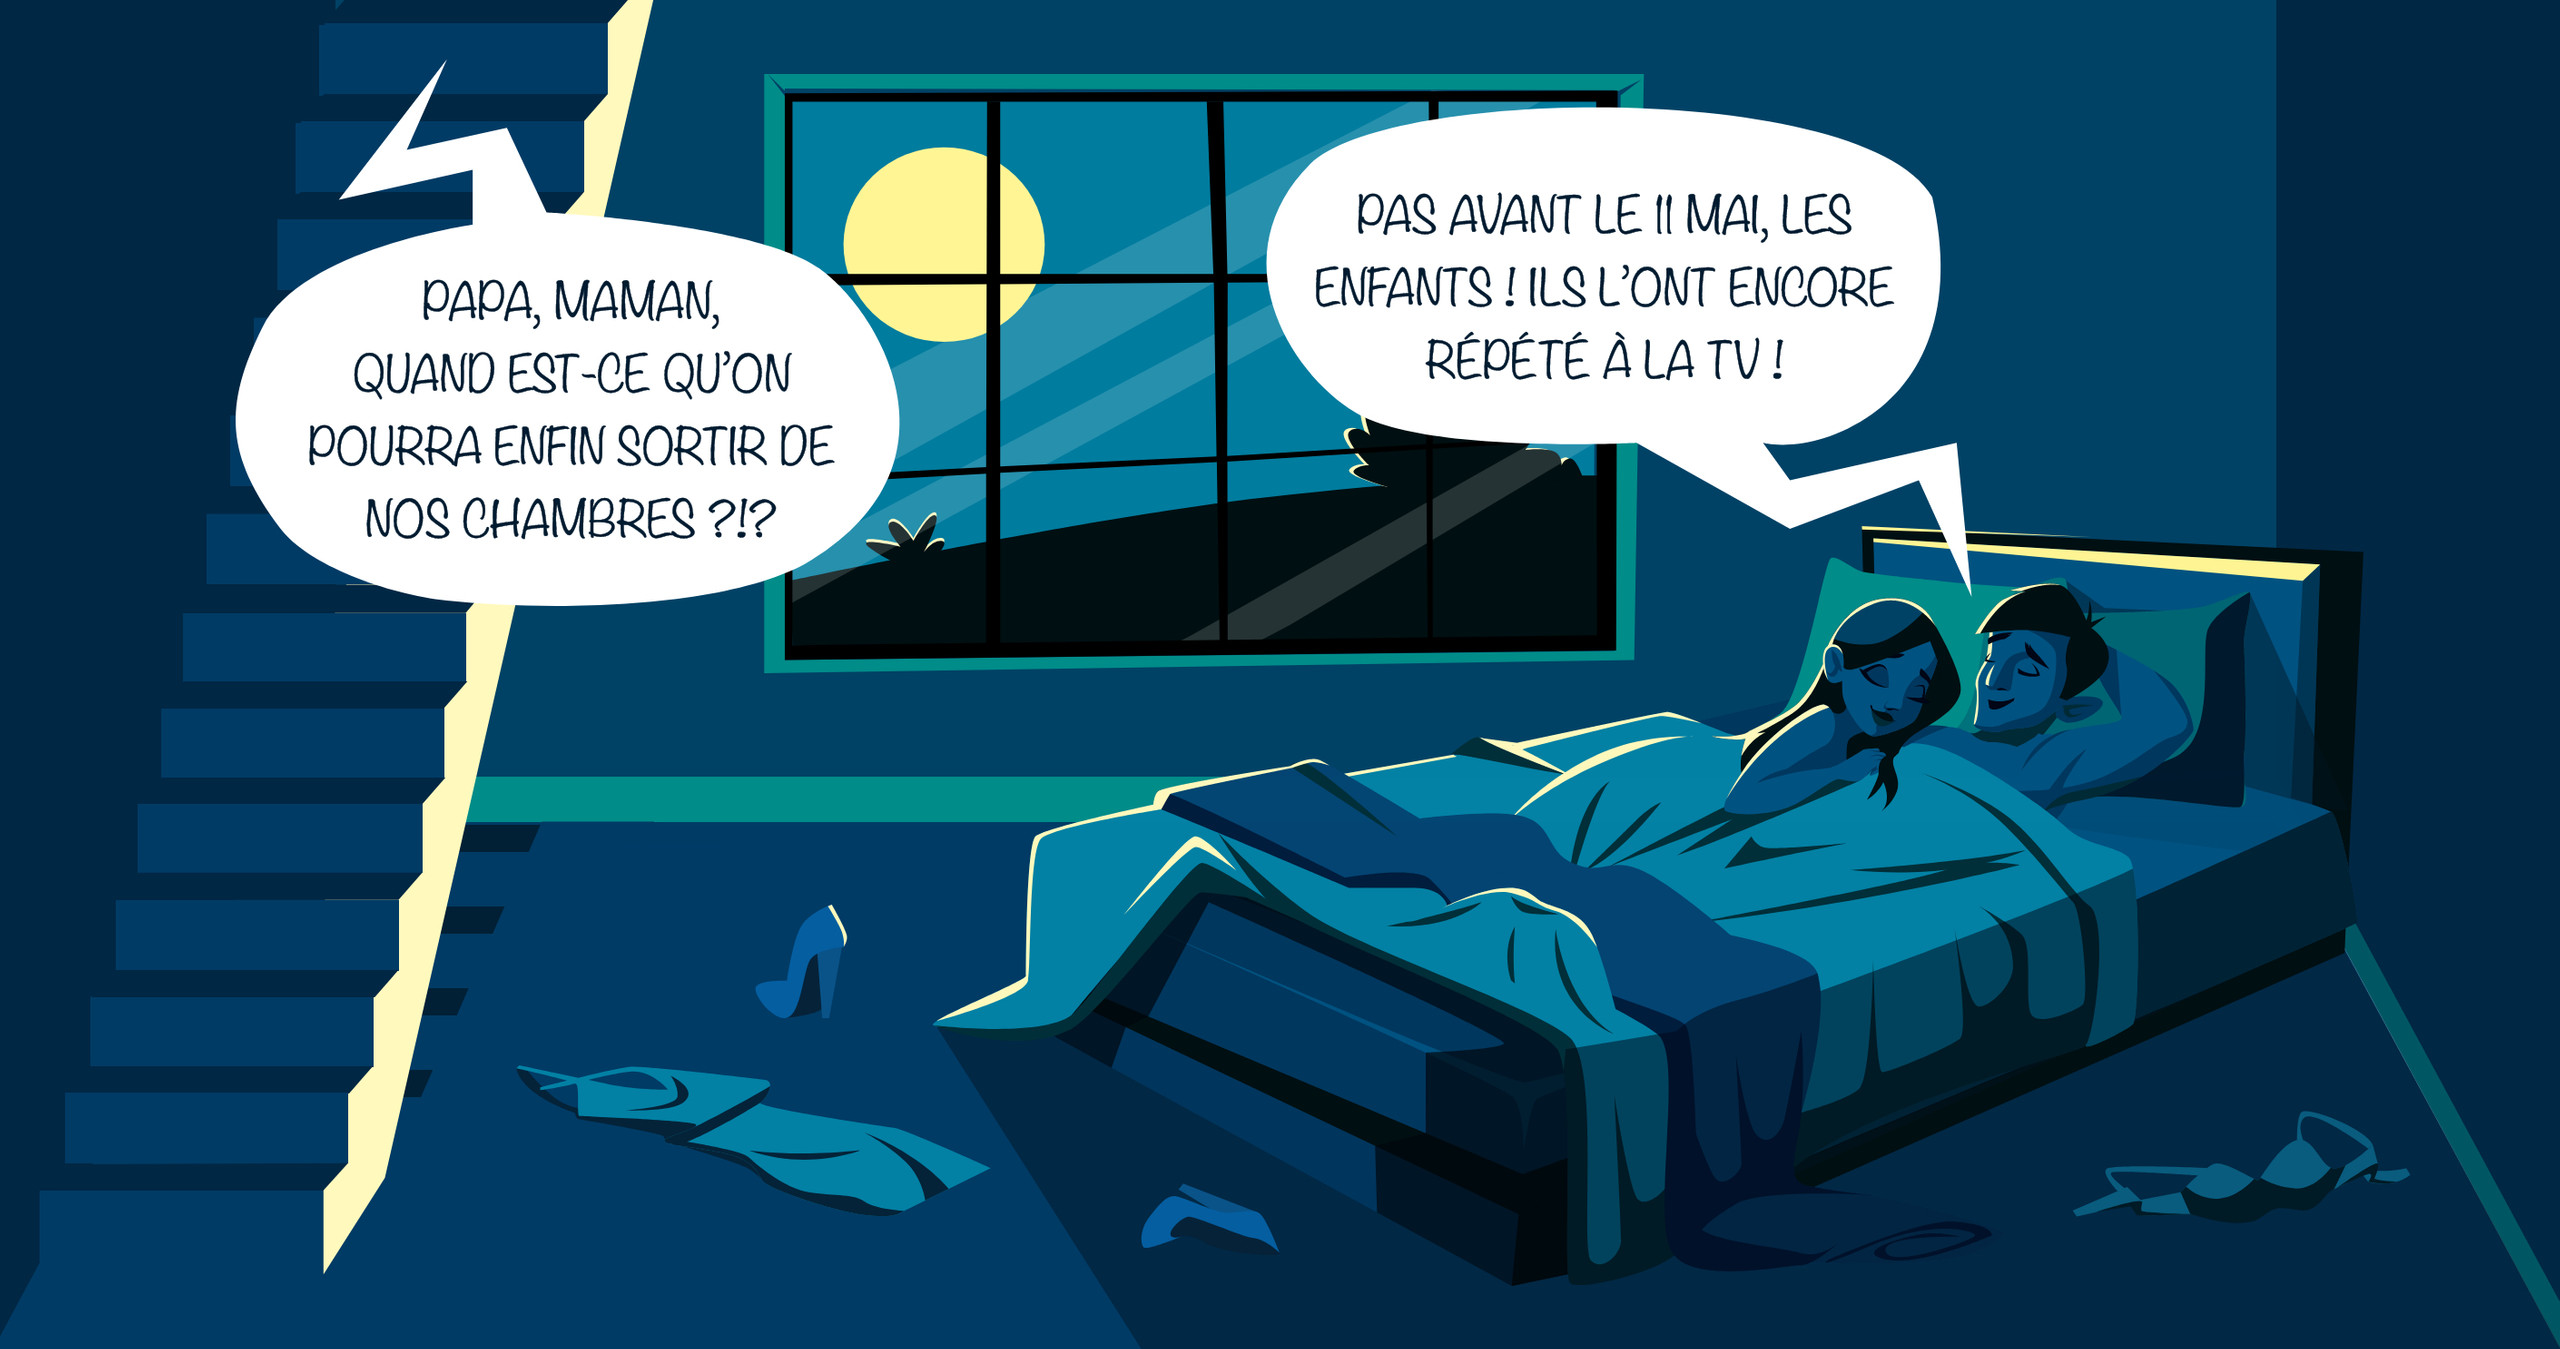 PAPA, MAMAN,
QUAND EST-CE QU'ON
POURRA ENFIN SORTIR DE
NOS CHAMBRES ?!?
PAS AVANT LE 11 MAI, LES
ENFANTS ! ILS L'ONT ENCORE
RÉPÉTÉ À LA TV !